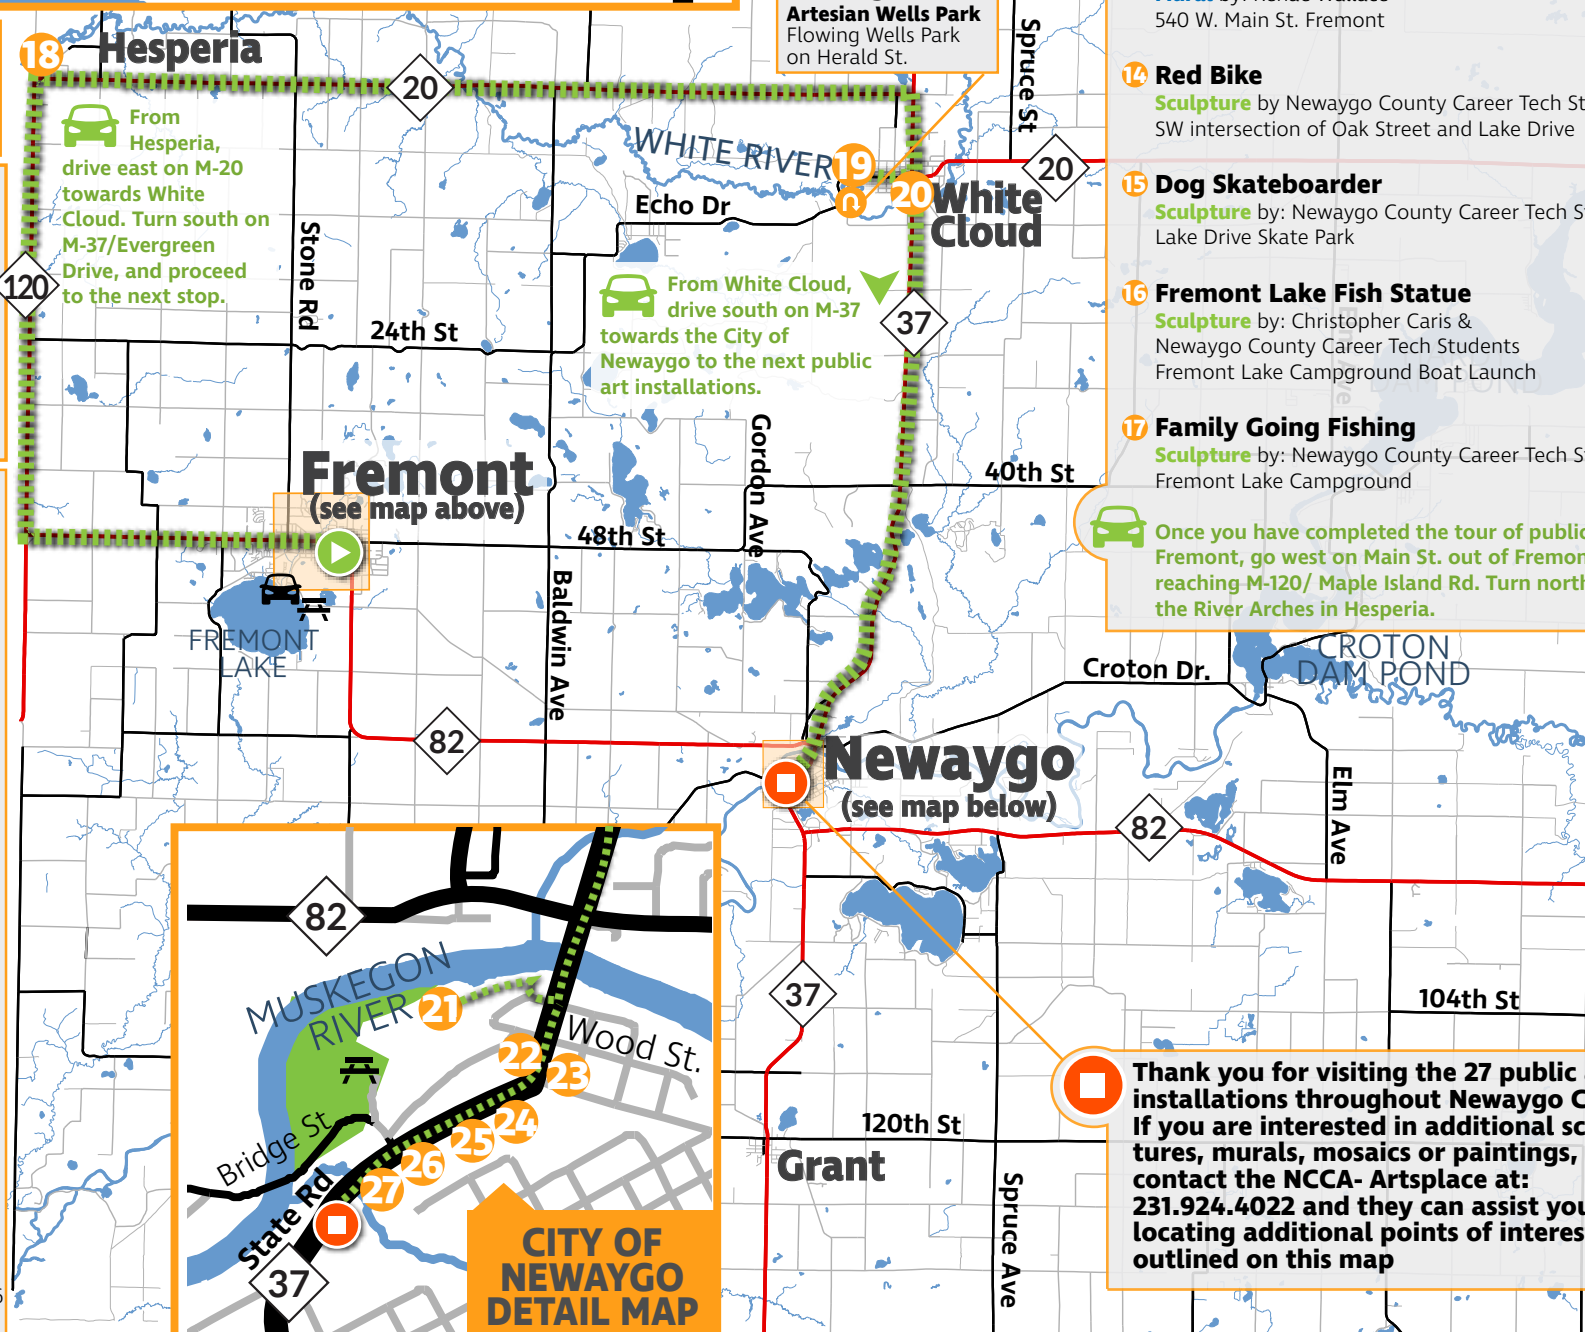 18
Hesperia
20
From
Hesperia,
drive east on M-20
towards White
Cloud. Turn south on
M-37/Evergreen
Drive, and proceed
to the next stop.
120
Stone Rd
24th St
Artesian Wells Park
Flowing Wells Park
on Herald St.
Spruce St
WHITE RIVER
19
20
20
White
Cloud
Echo Dr
From White Cloud,
drive south on M-37
towards the City of
Newaygo to the next public
art installations.
37
Fremont
(see map above)
48th St
Gordon Ave
40th St
Baldwin Ave
FREMONT
LAKE
82
540 W. Main St. Fremont
14 Red Bike
Sculpture by Newaygo County Career Tech
SW intersection of Oak Street and Lake Drive
15 Dog Skateboarder
Sculpture by: Newaygo County Career Tech
Lake Drive Skate Park
16 Fremont Lake Fish Statue
Sculpture by: Christopher Caris &
Newaygo County Career Tech Students
Fremont Lake Campground Boat Launch
17 Family Going Fishing
Sculpture by: Newaygo County Career Tech
Fremont Lake Campground
Once you have completed the tour of public
Fremont, go west on Main St. out of
reaching M-120/ Maple Island Rd. Turn north
the River Arches in Hesperia.
CROTON
DAM POND
Croton Dr.
Newaygo
(see map below)
82
Elm Ave
37
104th St
120th St
Grant
Spruce Ave
82
MUSKEGON
RIVER
21
Wood St.
22
23
24
25
26
27
Bridge St
State Rd
37
CITY OF
NEWAYGO
DETAIL MAP
Thank you for visiting the 27 public
installations throughout Newaygo
If you are interested in additional
tures, murals, mosaics or paintings,
contact the NCCA- Artsplace at:
231.924.4022 and they can assist you
locating additional points of
outlined on this map